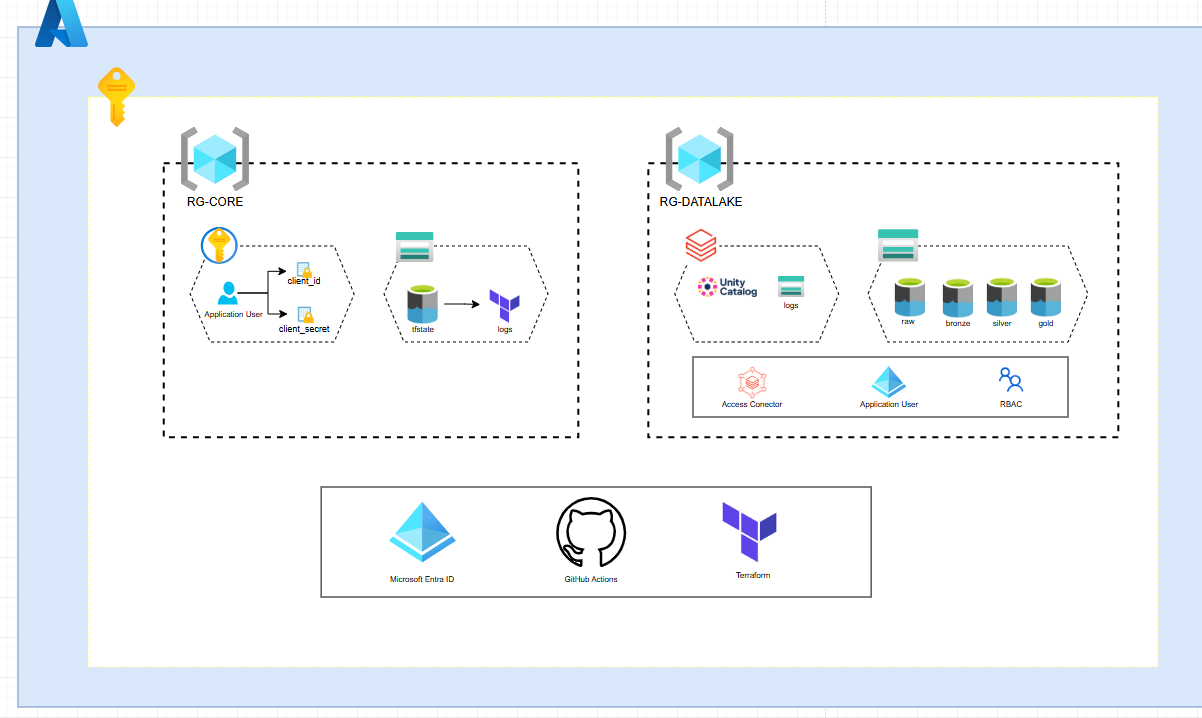 RG-CORE
RG-DATALAKE
client_id
Application User
client_secret
tfstate
logs
Unity
Catalog
logs
raw
bronze
silver
gold
Access Conector
Application User
RBAC
Microsoft Entra ID
GitHub Actions
Terraform